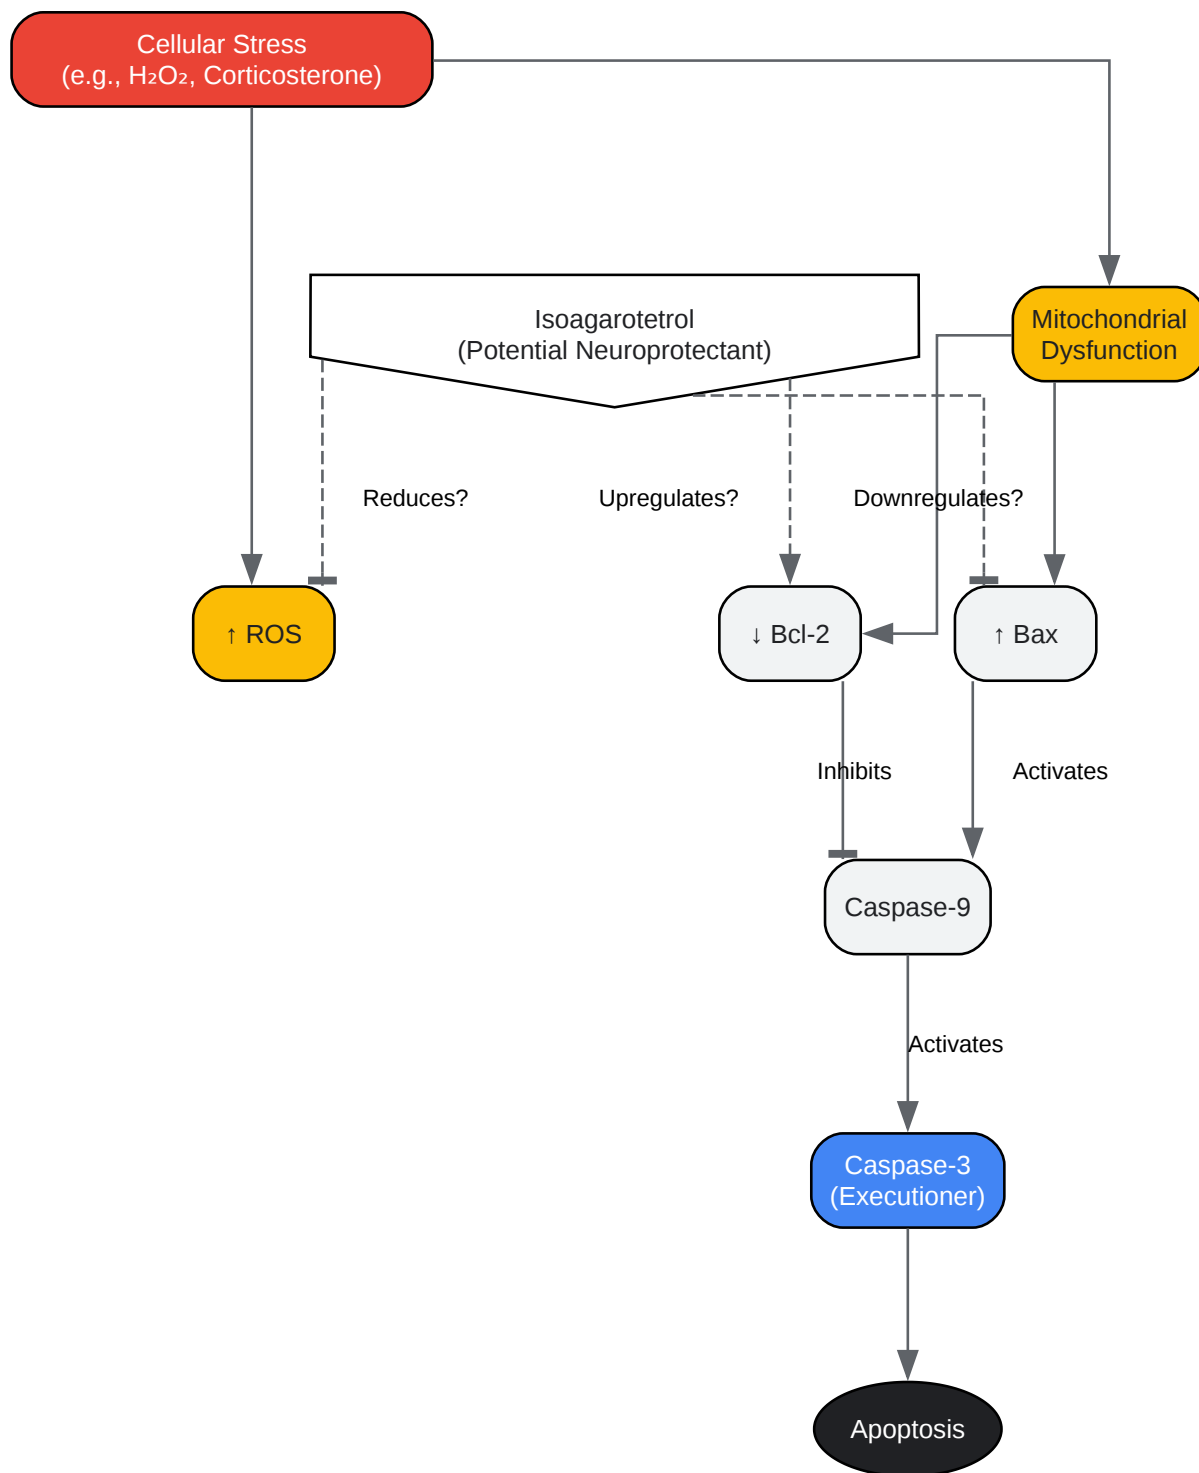 Cellular Stress
(e.g., H₂O₂, Corticosterone)
Isoagarotetrol
(Potential Neuroprotectant)
Mitochondrial
Dysfunction
Reduces?
Upregulates?
Downregulates?
↑ ROS
↓ Bcl-2
↑ Bax
Inhibits
Activates
Caspase-9
Activates
Caspase-3
(Executioner)
Apoptosis